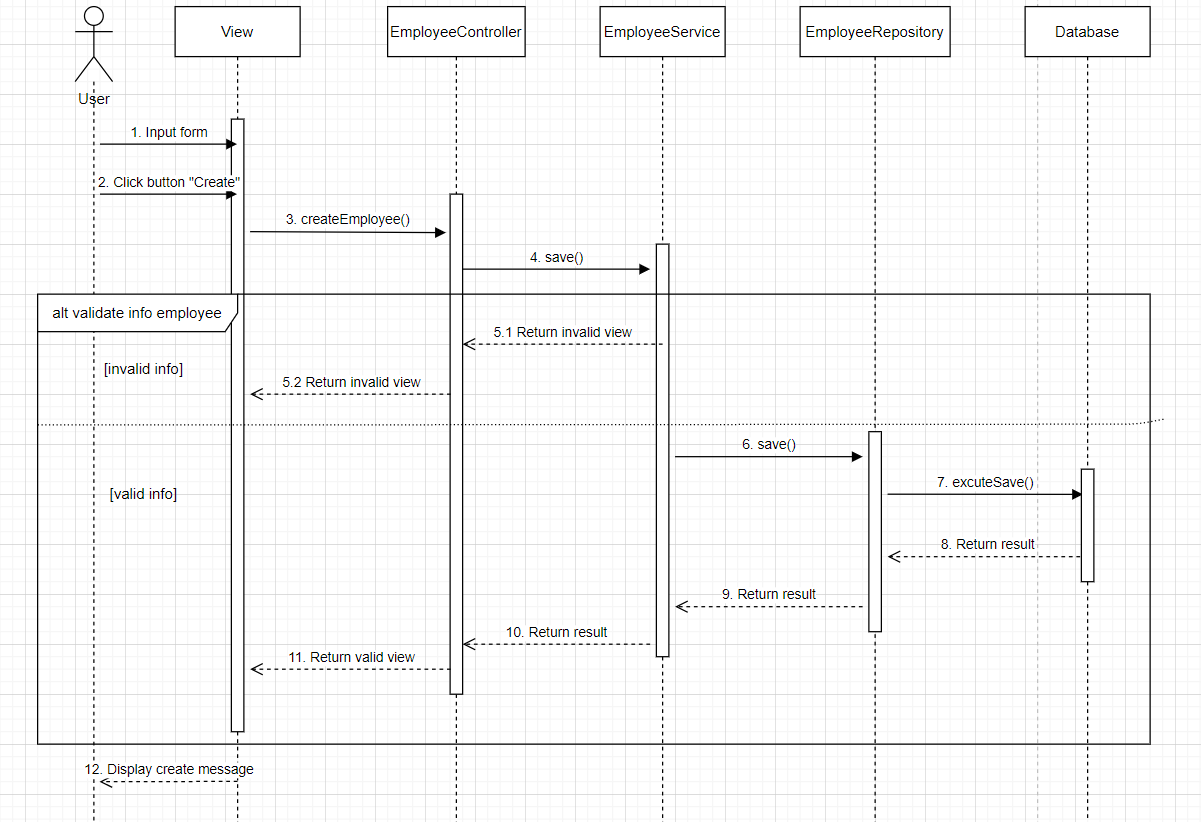 View
EmployeeController
EmployeeService
EmployeeRepository
Database
User
1. Input form
2. Click button "Create"
3. createEmployee()
4. save()
alt validate info employee
5.1 Return invalid view
[invalid info]
5.2 Return invalid view
6. save()
7. excuteSave()
[valid info]
8. Return result
9. Return result
10. Return result
11. Return valid view
12. Display create message